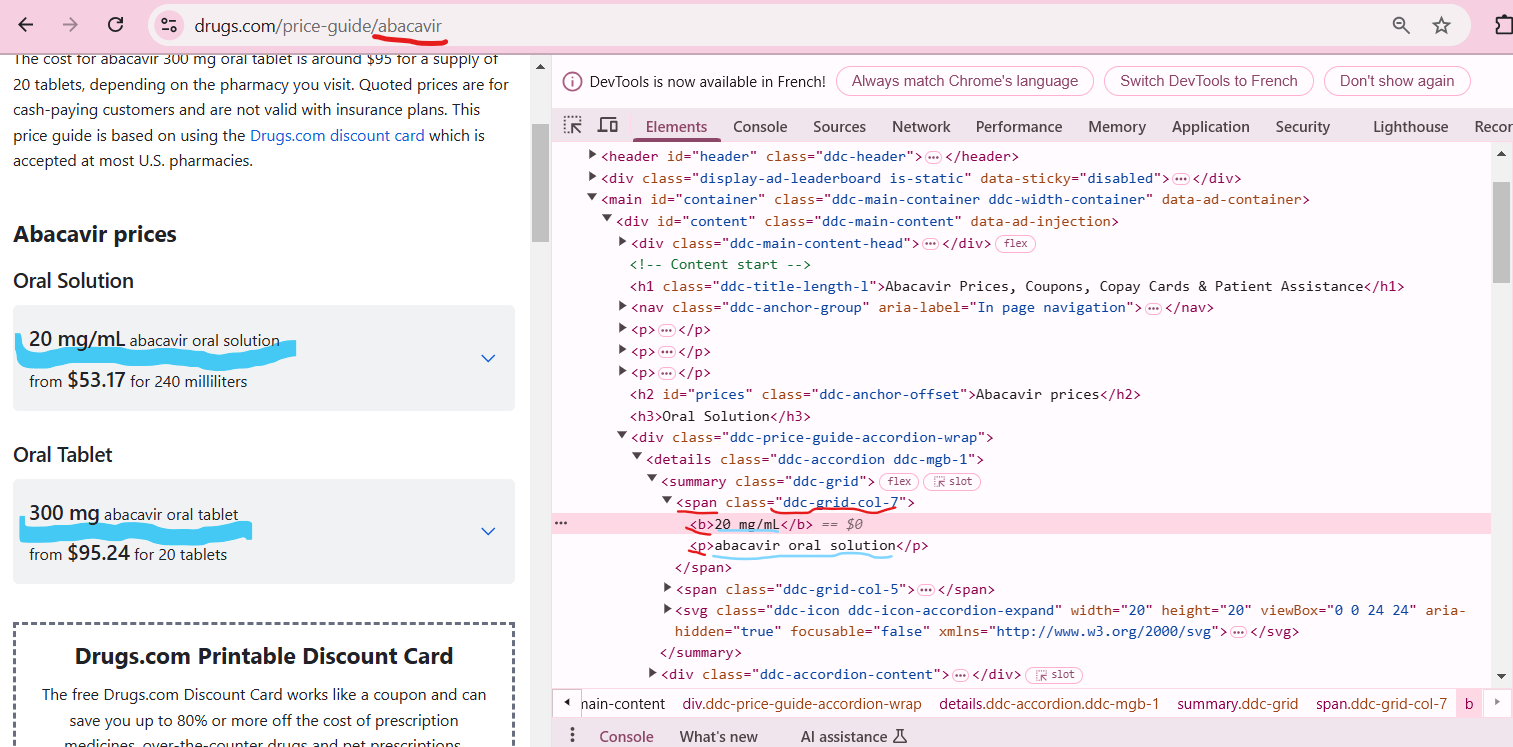 drugs.com/price-guide/abacavir
The cost for abacavir 300 mg oral tablet is around $95 for a supply of
20 tablets, depending on the pharmacy you visit. Quoted prices are for
cash-paying customers and are not valid with insurance plans. This
price guide is based on using the Drugs.com discount card which is
accepted at most U.S. pharmacies.
Abacavir prices
Oral Solution
20 mg/mL abacavir oral solution
from $53.17 for 240 milliliters
Oral Tablet
300 mg abacavir oral tablet
from $95.24 for 20 tablets
Drugs.com Printable Discount Card
The free Drugs.com Discount Card works like a coupon and can
save you up to 80% or more off the cost of prescription
medicines, over-the-counter drugs and pet prescriptions
DevTools is now available in French! Always match Chrome's language Switch DevTools to French Don't show again
Elements Console Sources Network Performance Memory Application Security Lighthouse Recor
<header id="header" class="ddc-header">…</header>
<div class="display-ad-leaderboard is-static" data-sticky="disabled">…</div>
<main id="container" class="ddc-main-container ddc-width-container" data-ad-container>
<div id="content" class="ddc-main-content" data-ad-injection>
<div class="ddc-main-content-head">…</div> flex
<!-- Content start -->
<h1 class="ddc-title-length-l">Abacavir Prices, Coupons, Copay Cards & Patient Assistance</h1>
<nav class="ddc-anchor-group" aria-label="In page navigation">…</nav>
<p>…</p>
<p>…</p>
<p>…</p>
<h2 id="prices" class="ddc-anchor-offset">Abacavir prices</h2>
<h3>Oral Solution</h3>
<div class="ddc-price-guide-accordion-wrap">
<details class="ddc-accordion ddc-mgb-1">
<summary class="ddc-grid"> flex slot
<span class="ddc-grid-col-7">
… <b>20 mg/mL</b> == $0
<p>abacavir oral solution</p>
</span>
<span class="ddc-grid-col-5">…</span>
<svg class="ddc-icon ddc-icon-accordion-expand" width="20" height="20" viewBox="0 0 24 24" aria-
hidden="true" focusable="false" xmlns="http://www.w3.org/2000/svg">…</svg>
</summary>
<div class="ddc-accordion-content">…</div> slot
main-content div.ddc-price-guide-accordion-wrap details.ddc-accordion.ddc-mgb-1 summary.ddc-grid span.ddc-grid-col-7 b
Console What's new AI assistance